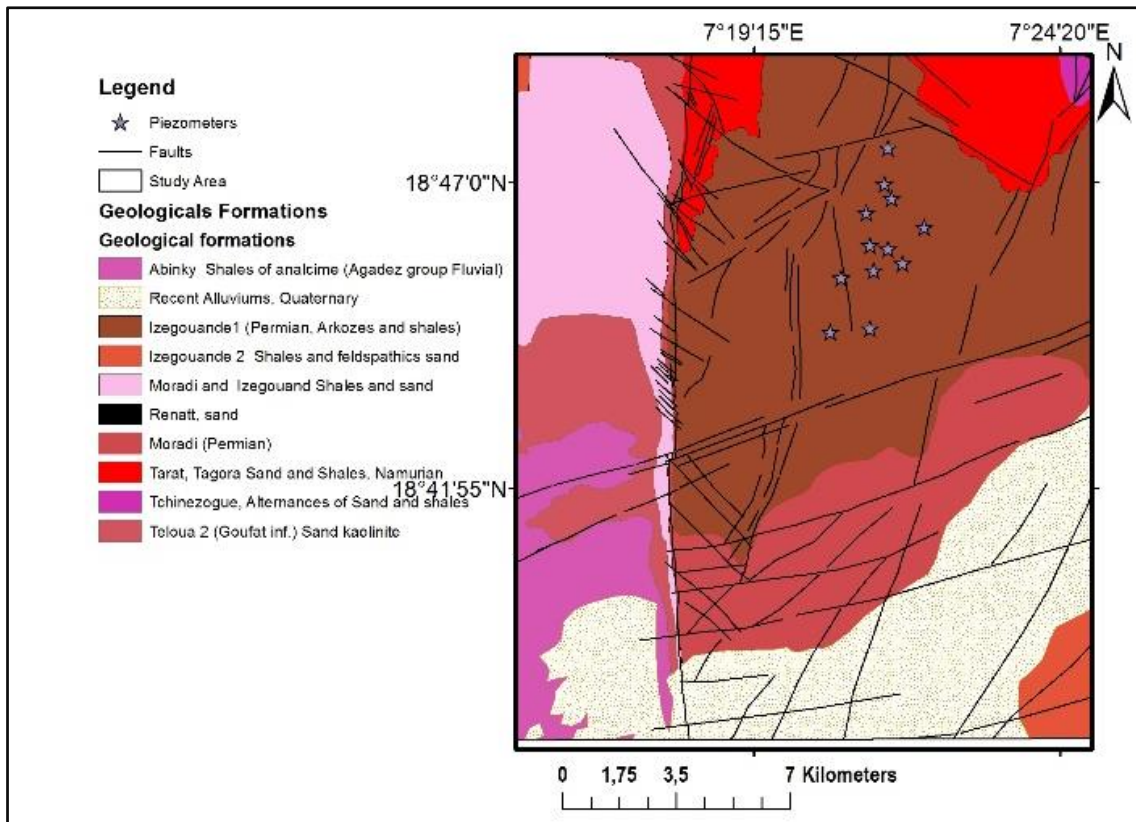 7°19'15"E 7°24'20"E
N
Legend
Piezometers
Faults
Study Area
18°47'0"N
Geologicals Formations
Geological formations
Abinky Shales of analcime (Agadez group Fluvial)
Recent Alluviums, Quaternary
Izegouande1 (Permian, Arkozes and shales)
Izegouande 2 Shales and feldspathics sand
Moradi and Izegouand Shales and sand
Renatt, sand
Moradi (Permian)
Tarat, Tagora Sand and Shales, Namurian
18°41'55"N
Tchinezogue, Alternances of Sand and shales
Teloua 2 (Goufat inf.) Sand kaolinite
0 1,75 3,5 7 Kilometers